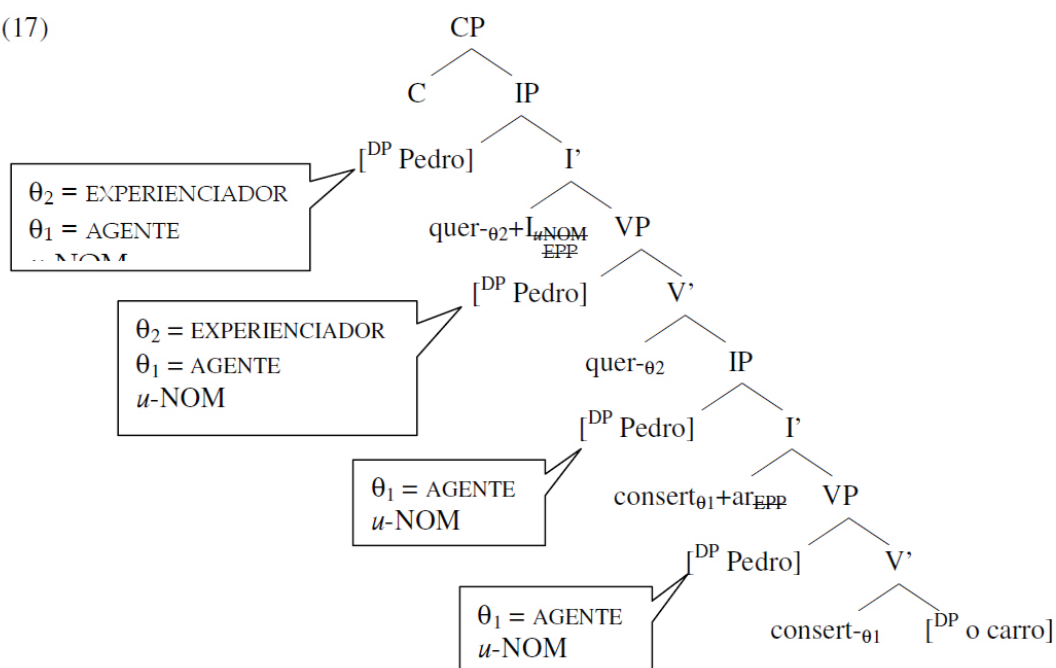 (17)
CP
C IP
[DP Pedro] I’
θ2 = EXPERIENCIADOR
θ1 = AGENTE
u-NOM
quer-θ2+IuNOM VP
EPP
[DP Pedro] V’
θ2 = EXPERIENCIADOR
θ1 = AGENTE
u-NOM
quer-θ2 IP
[DP Pedro] I’
θ1 = AGENTE
u-NOM
consertθ1+arEPP VP
[DP Pedro] V’
θ1 = AGENTE
u-NOM
consert-θ1 [DP o carro]